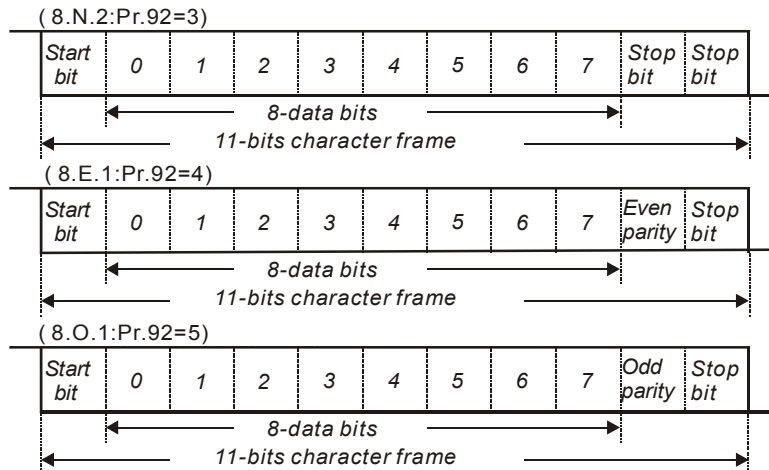 ( 8.N.2:Pr.92=3)
Start bit 0 1 2 3 4 5 6 7 Stop bit Stop bit
8-data bits
11-bits character frame
( 8.E.1:Pr.92=4)
Start bit 0 1 2 3 4 5 6 7 Even parity Stop bit
8-data bits
11-bits character frame
( 8.O.1:Pr.92=5)
Start bit 0 1 2 3 4 5 6 7 Odd parity Stop bit
8-data bits
11-bits character frame